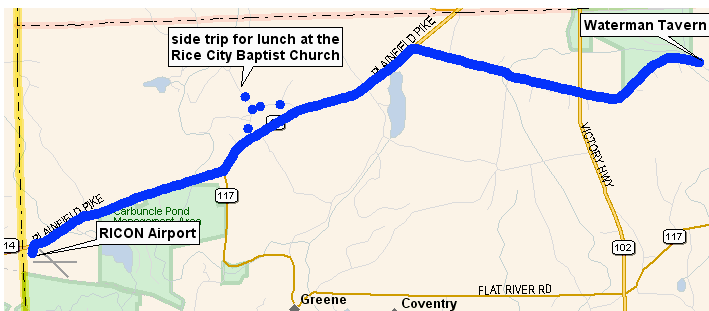 Waterman Tavern
side trip for lunch at the
Rice City Baptist Church
PLAINFIELD PIKE
VICTORY HWY
117
PLAINFIELD PIKE
Carbuncle Pond
Management Area
RICON Airport
14
117
102
FLAT RIVER RD
Greene
Coventry